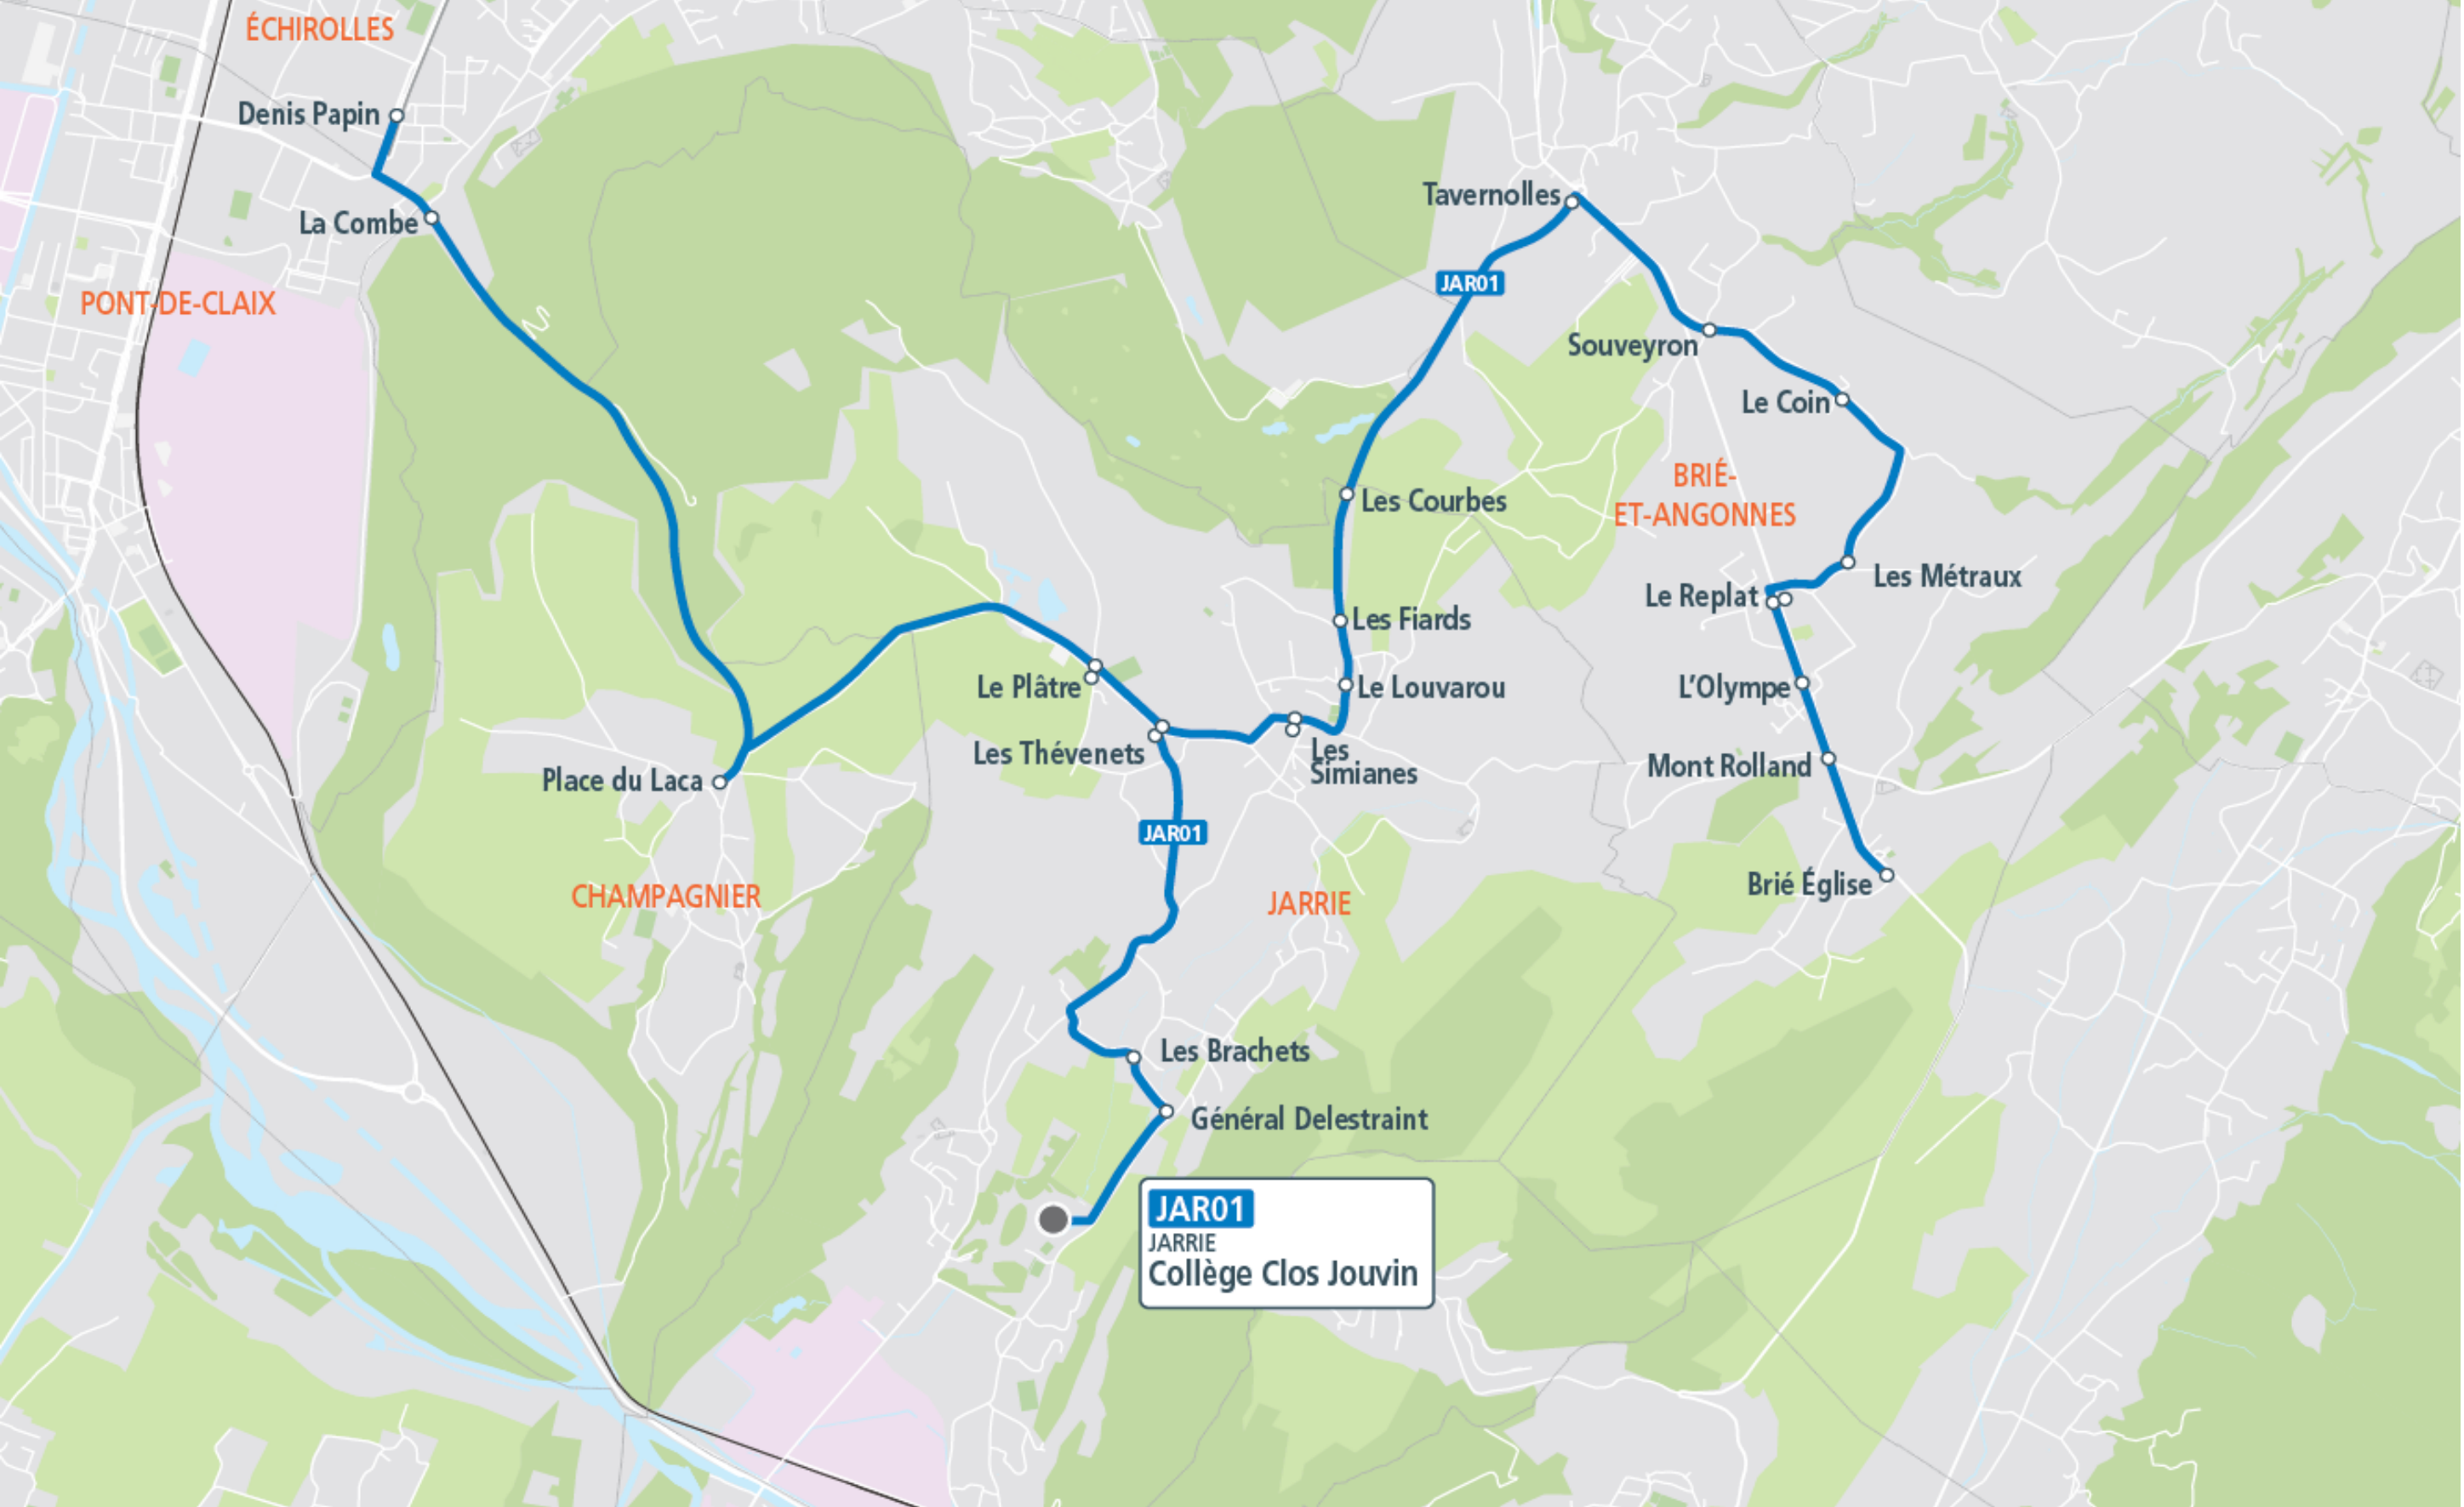 ÉCHIROLLES
Denis Papin
La Combe
PONT-DE-CLAIX
Tavernolles
JAR01
Souveyron
Le Coin
BRIÉ-
ET-ANGONNES
Les Courbes
Les Métraux
Le Replat
Les Fiards
Le Plâtre
Le Louvarou
L'Olympe
Les Thévenets
Les
Simianes
Mont Rolland
Place du Laca
JAR01
Brié Église
CHAMPAGNIER
JARRIE
Les Brachets
Général Delestraint
JAR01
JARRIE
Collège Clos Jouvin